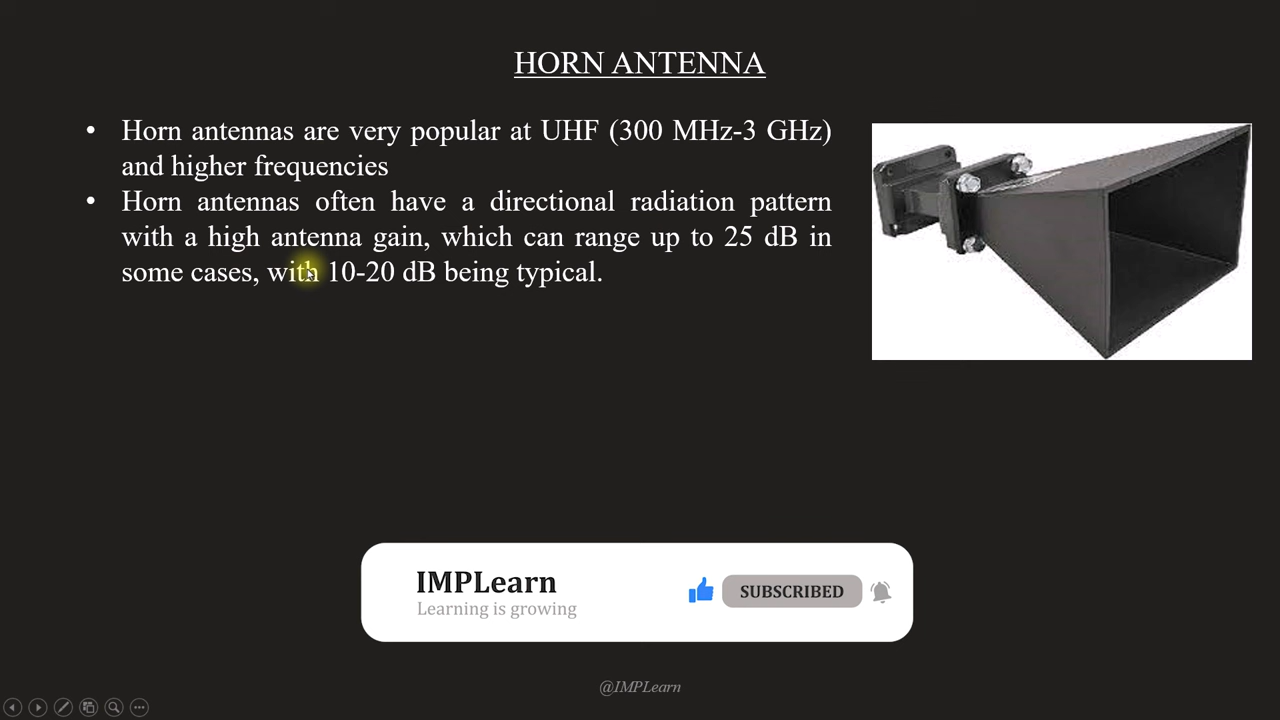 HORN ANTENNA
• Horn antennas are very popular at UHF (300 MHz-3 GHz)
and higher frequencies
• Horn antennas often have a directional radiation pattern
with a high antenna gain, which can range up to 25 dB in
some cases, with 10-20 dB being typical.
IMPLearn
Learning is growing
SUBSCRIBED
@IMPLearn